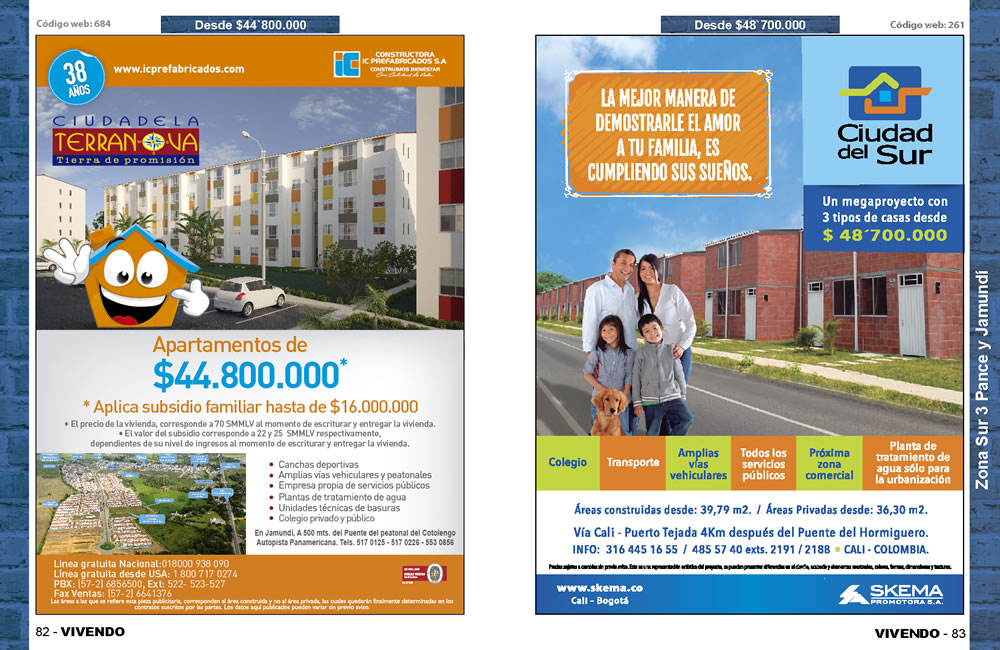 Código web: 684
Desde $44`800.000
38
AÑOS
www.icprefabricados.com
ic
CONSTRUCTORA
IC PREFABRICADOS S.A
CONSTRUIMOS BIENESTAR
Con Calidad de Vida
CIUDADELA
TERRANOVA
Tierra de promisión
Apartamentos de
$44.800.000*
* Aplica subsidio familiar hasta de $16.000.000
• El precio de la vivienda, corresponde a 70 SMMLV al momento de escriturar y entregar la vivienda.
• El valor del subsidio corresponde a 22 y 25 SMMLV respectivamente,
dependientes de su nivel de ingresos al momento de escriturar y entregar la vivienda.
• Canchas deportivas
• Amplias vías vehiculares y peatonales
• Empresa propia de servicios públicos
• Plantas de tratamiento de agua
• Unidades técnicas de basuras
• Colegio privado y público
En Jamundí, A 500 mts. del Puente del peatonal del Cotolengo
Autopista Panamericana. Tels. 517 0125 - 517 0226 - 553 0856
Linea gratuita Nacional:018000 938 090
Línea gratuita desde USA: 1 800 717 0274
PBX: (57-2) 6856500, Ext: 522- 523-527
Fax Ventas: (57-2) 6641376
Las áreas a las que se refiere esta pieza publicitaria, corresponden al área construida y no al área privada, las cuales quedarán finalmente determinadas en los
contratos suscritos por las partes. Los datos aquí publicados pueden variar sin previo aviso.
82 - VIVENDO
Desde $48`700.000
Código web: 261
LA MEJOR MANERA DE
DEMOSTRARLE EL AMOR
A TU FAMILIA, ES
CUMPLIENDO SUS SUEÑOS.
Ciudad
del Sur
Un megaproyecto con
3 tipos de casas desde
$ 48´700.000
Colegio
Transporte
Amplias
vías
vehiculares
Todos los
servicios
públicos
Próxima
zona
comercial
Planta de
tratamiento de
agua sólo para
la urbanización
Áreas construidas desde: 39,79 m2. / Áreas Privadas desde: 36,30 m2.
Vía Cali - Puerto Tejada 4Km después del Puente del Hormiguero.
INFO: 316 445 16 55 / 485 57 40 exts. 2191 / 2188 ▪ CALI - COLOMBIA.
www.skema.co
Cali – Bogotá
SKEMA
PROMOTORA S.A.
VIVENDO - 83
Zona Sur 3 Pance y Jamundí